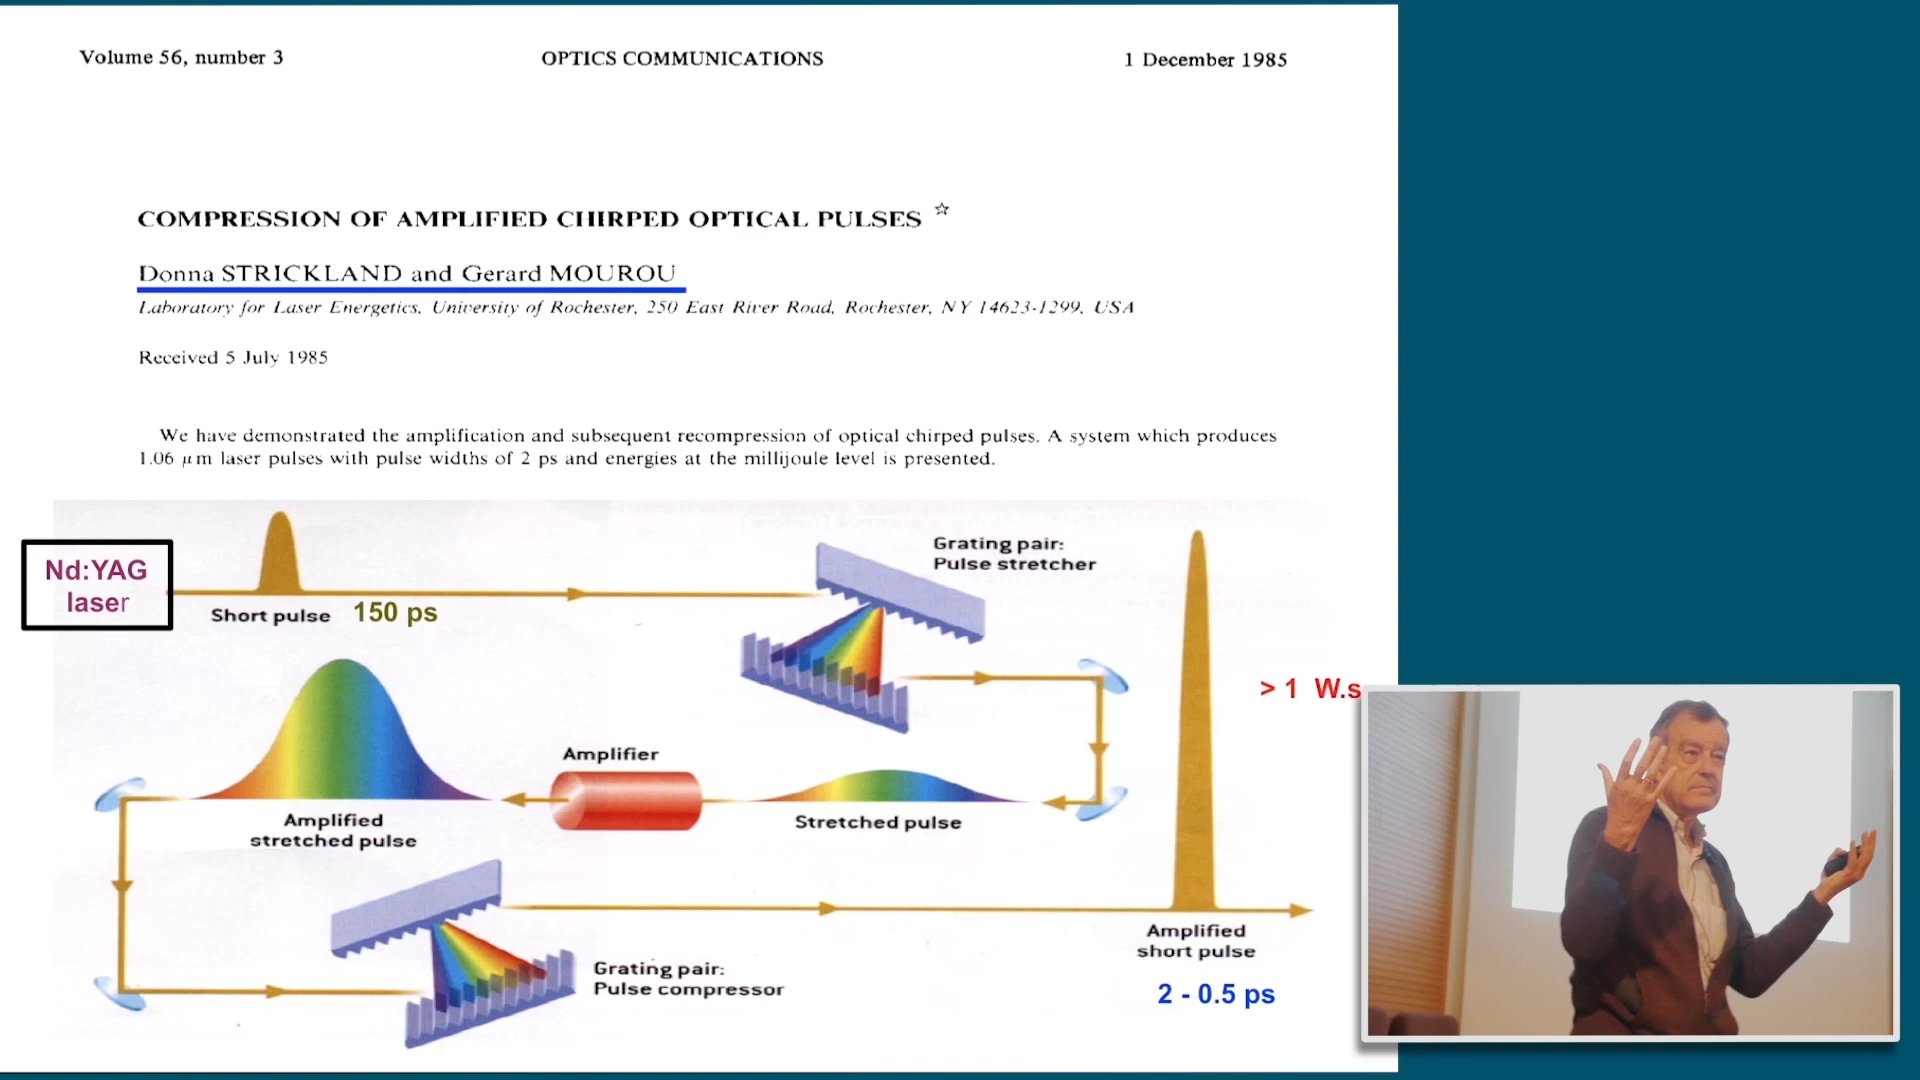 Volume 56, number 3 OPTICS COMMUNICATIONS 1 December 1985
COMPRESSION OF AMPLIFIED CHIRPED OPTICAL PULSES ☆
Donna STRICKLAND and Gerard MOUROU
Laboratory for Laser Energetics, University of Rochester, 250 East River Road, Rochester, NY 14623-1299, USA
Received 5 July 1985
We have demonstrated the amplification and subsequent recompression of optical chirped pulses. A system which produces
1.06 μm laser pulses with pulse widths of 2 ps and energies at the millijoule level is presented.
Nd:YAG
laser
Short pulse 150 ps
Grating pair:
Pulse stretcher
> 1 W.s
Amplifier
Stretched pulse
Amplified
stretched pulse
Grating pair:
Pulse compressor
Amplified
short pulse
2 - 0.5 ps